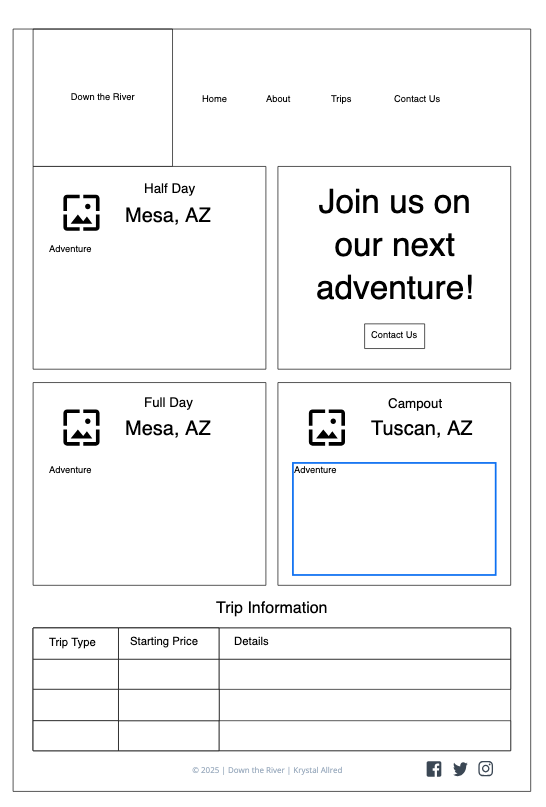 Down the River
Home
About
Trips
Contact Us
Half Day
Mesa, AZ
Adventure
Join us on
our next
adventure!
Contact Us
Full Day
Mesa, AZ
Adventure
Campout
Tuscan, AZ
Adventure
Trip Information
Trip Type
Starting Price
Details
© 2025 | Down the River | Krystal Allred